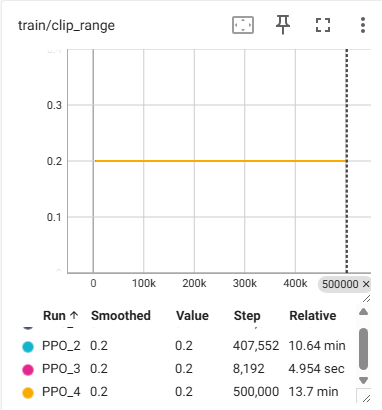 train/clip_range
0.3
0.2
0.1
0 100k 200k 300k 400k 500000 ×
Run ↑ Smoothed Value Step Relative
PPO_2 0.2 0.2 407,552 10.64 min
PPO_3 0.2 0.2 8,192 4.954 sec
PPO_4 0.2 0.2 500,000 13.7 min